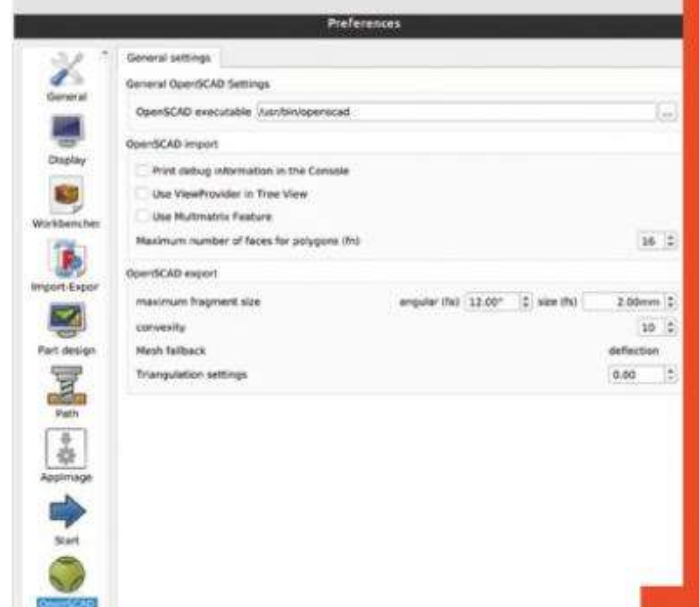 Preferences
General
Display
Workbenches
Import-Expor
Part design
Path
AppImage
Start
OpenSCAD
General settings
General OpenSCAD Settings
OpenSCAD executable /usr/bin/openscad ...
OpenSCAD import
Print debug information in the Console
Use ViewProvider in Tree View
Use Multmatrix Feature
Maximum number of faces for polygons (fn) 16
OpenSCAD export
maximum fragment size angular (fa) 12.00° size (fs) 2.00mm
convexity 10
Mesh fallback deflection
Triangulation settings 0.00